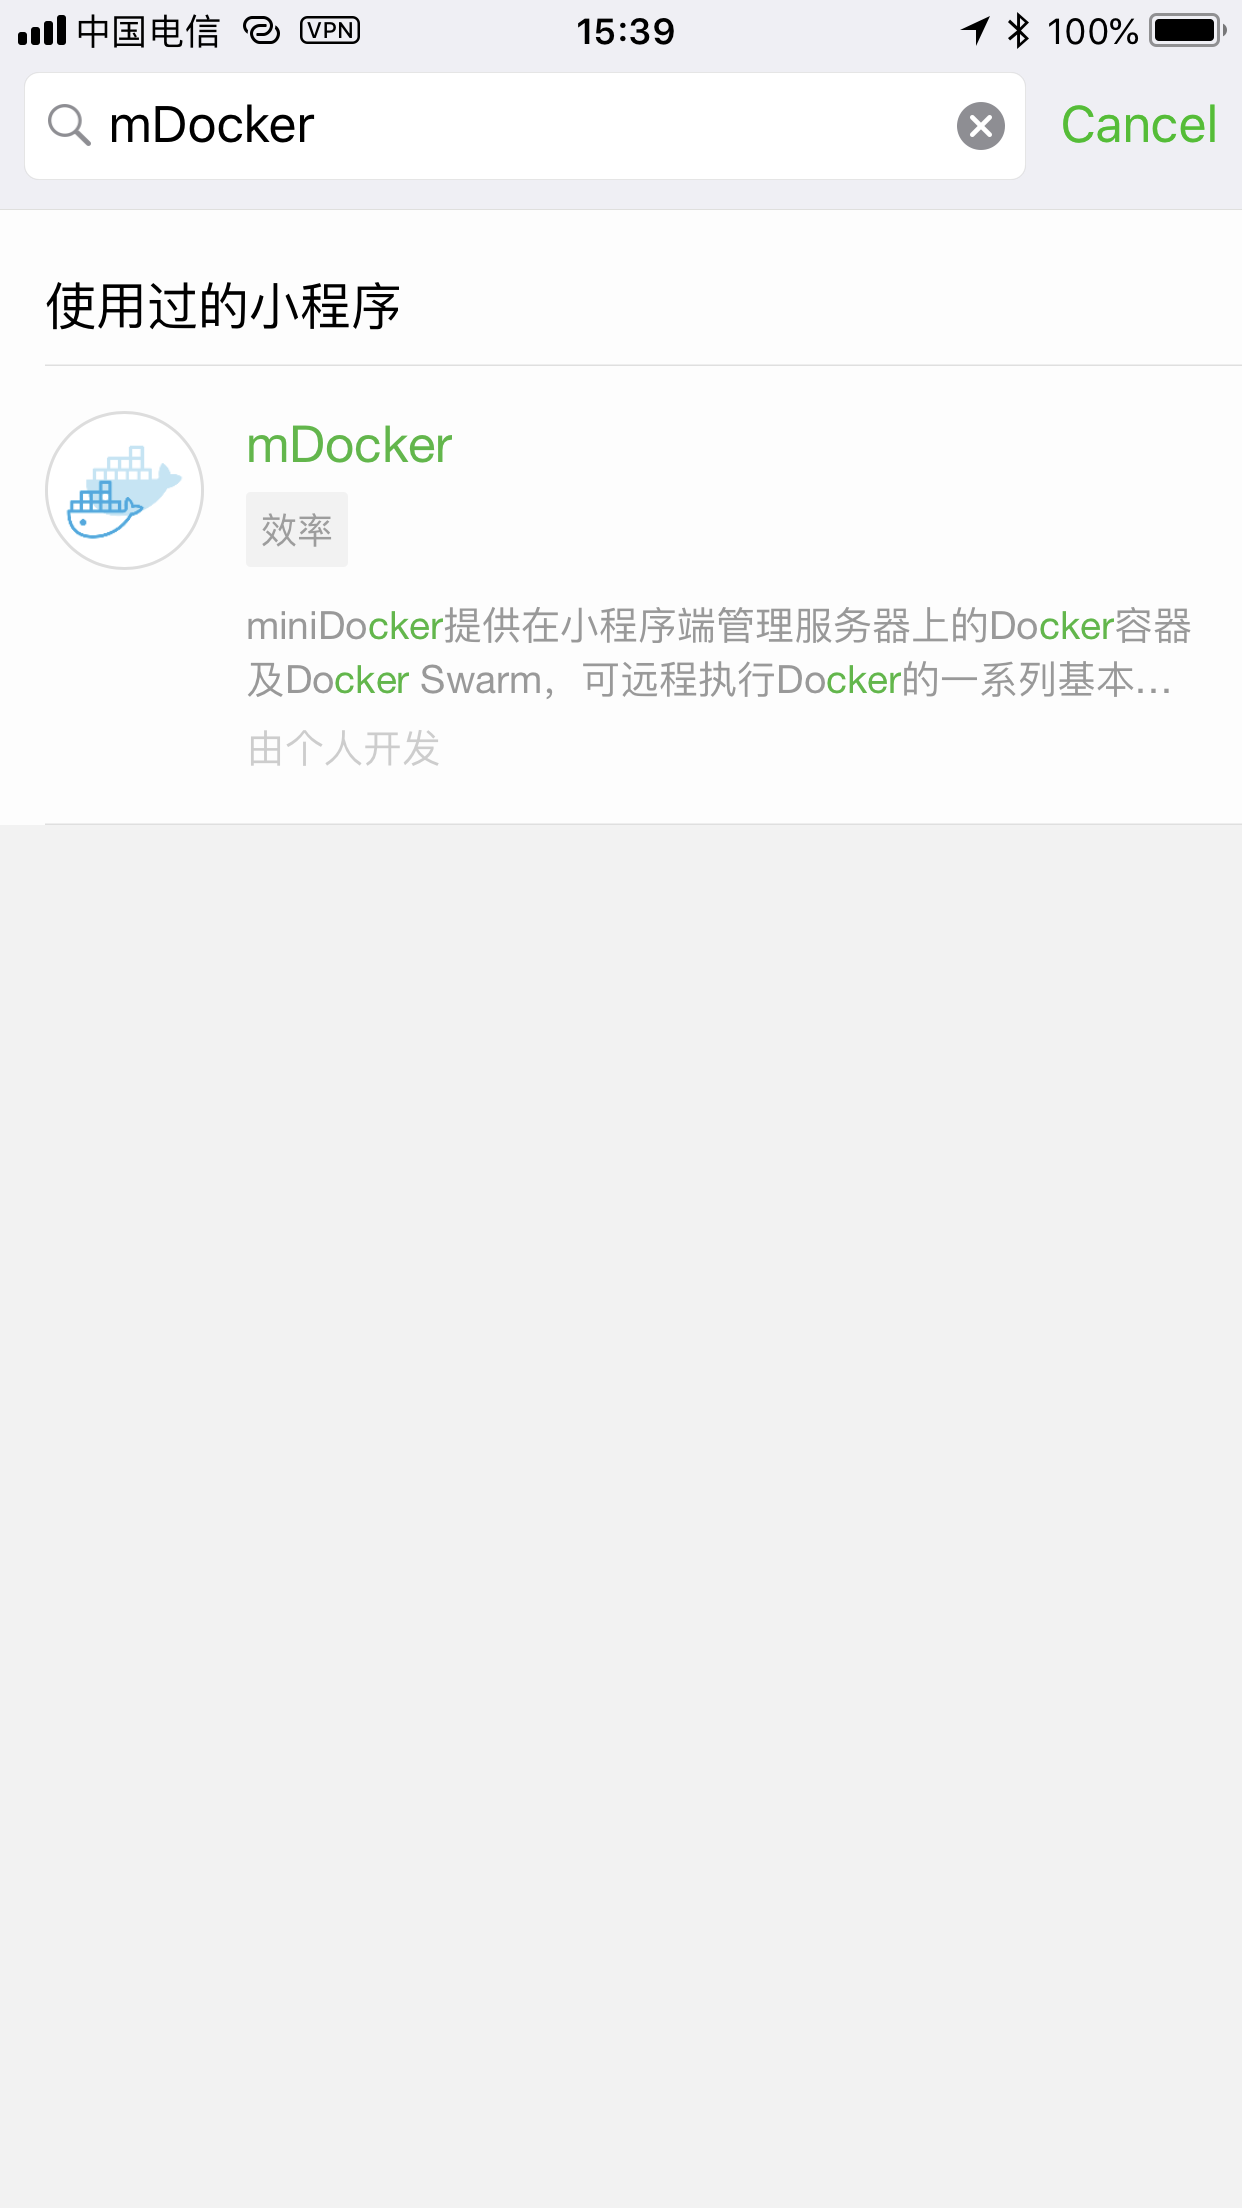 中国电信 VPN 15:39 100%
mDocker Cancel
使用过的小程序
mDocker
效率
miniDocker提供在小程序端管理服务器上的Docker容器
及Docker Swarm，可远程执行Docker的一系列基本...
由个人开发